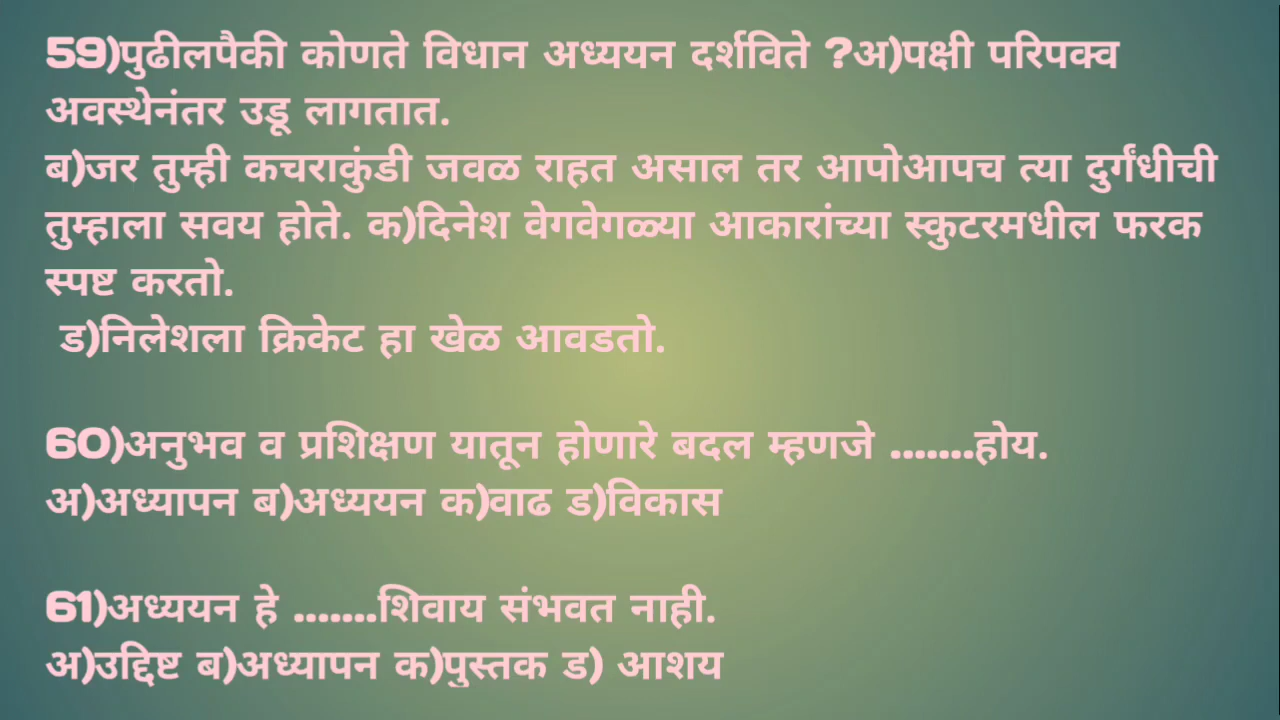 59)पुढीलपैकी कोणते विधान अध्ययन दर्शविते ?अ)पक्षी परिपक्व
अवस्थेनंतर उडू लागतात.
ब)जर तुम्ही कचराकुंडी जवळ राहत असाल तर आपोआपच त्या दुर्गंधीची
तुम्हाला सवय होते. क)दिनेश वेगवेगळ्या आकारांच्या स्कुटरमधील फरक
स्पष्ट करतो.
ड)निलेशला क्रिकेट हा खेळ आवडतो.
60)अनुभव व प्रशिक्षण यातून होणारे बदल म्हणजे .......होय.
अ)अध्यापन ब)अध्ययन क)वाढ ड)विकास
61)अध्ययन हे .......शिवाय संभवत नाही.
अ)उद्दिष्ट ब)अध्यापन क)पुस्तक ड) आशय